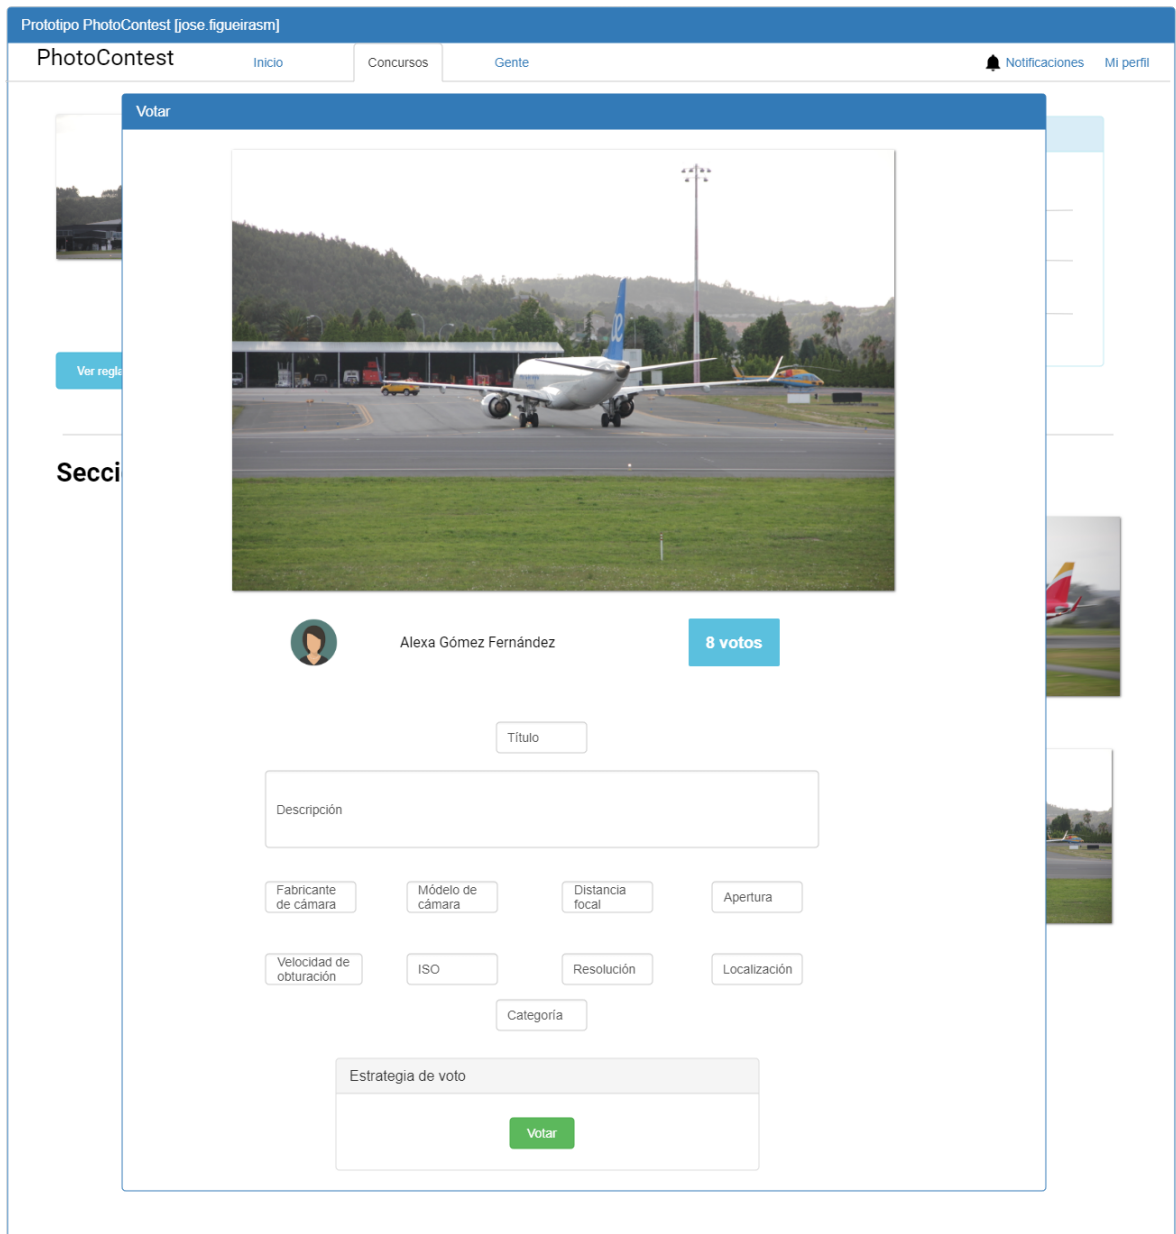 Prototipo PhotoContest [jose.figueirasm]
PhotoContest
Inicio
Concursos
Gente
Notificaciones
Mi perfil
Votar
Ver regla
Secci
Alexa Gómez Fernández
8 votos
Título
Descripción
Fabricante
de cámara
Módelo de
cámara
Distancia
focal
Apertura
Velocidad de
obturación
ISO
Resolución
Localización
Categoría
Estrategia de voto
Votar